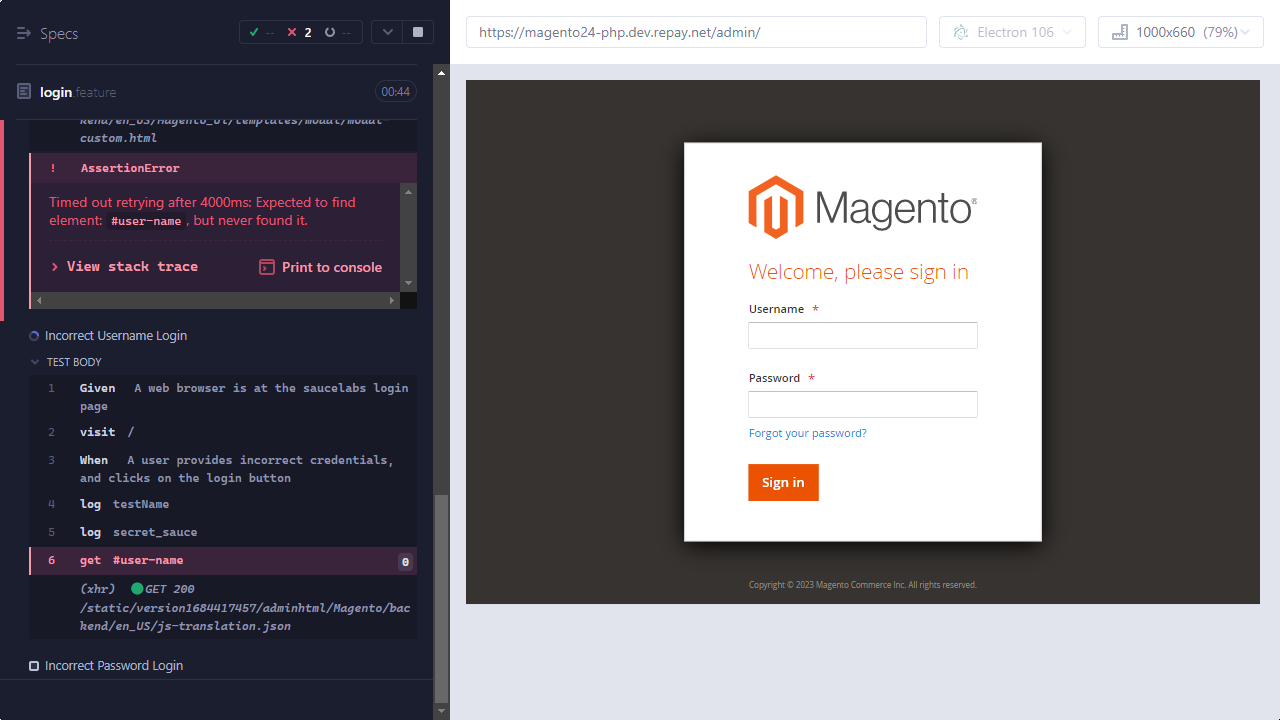 Specs
--
2
--
login.feature
00:44
kend/en_US/Magento_Ui/templates/modal/modal-
custom.html
! AssertionError
Timed out retrying after 4000ms: Expected to find
element: #user-name, but never found it.
View stack trace
Print to console
Incorrect Username Login
TEST BODY
1 Given A web browser is at the saucelabs login
page
2 visit /
3 When A user provides incorrect credentials,
and clicks on the login button
4 log testName
5 log secret_sauce
6 get #user-name 0
(xhr) GET 200
/static/version1684417457/adminhtml/Magento/bac
kend/en_US/js-translation.json
Incorrect Password Login
https://magento24-php.dev.repay.net/admin/
Electron 106
1000x660 (79%)
Magento®
Welcome, please sign in
Username *
Password *
Forgot your password?
Sign in
Copyright © 2023 Magento Commerce Inc. All rights reserved.